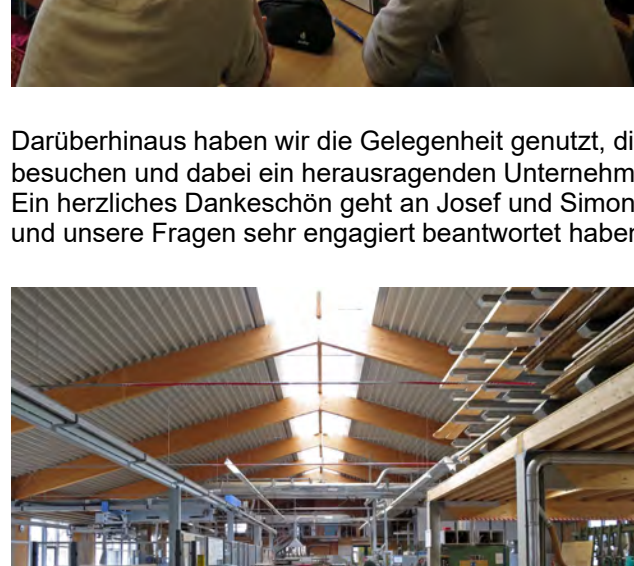 Darüberhinaus haben wir die Gelegenheit genutzt, di
besuchen und dabei ein herausragenden Unternehm
Ein herzliches Dankeschön geht an Josef und Simon
und unsere Fragen sehr engagiert beantwortet haber